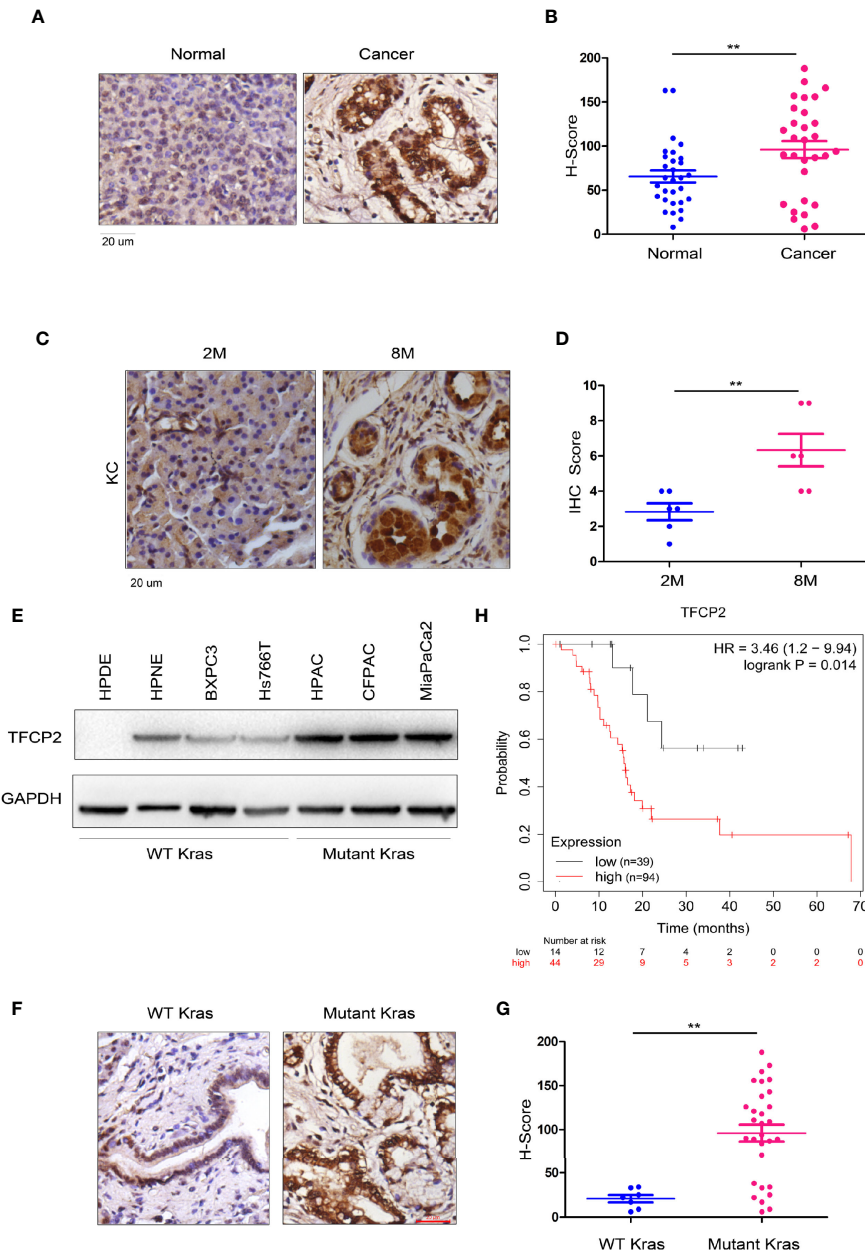 A
Normal
Cancer
20 um
B
**
H-Score
200
150
100
50
0
Normal
Cancer
C
2M
8M
KC
20 um
D
**
IHC Score
10
8
6
4
2
0
2M
8M
E
HPDE
HPNE
BXPC3
Hs766T
HPAC
CFPAC
MiaPaCa2
TFCP2
GAPDH
WT Kras
Mutant Kras
H
TFCP2
HR = 3.46 (1.2 − 9.94)
logrank P = 0.014
Probability
1.0
0.8
0.6
0.4
0.2
0.0
Expression
low (n=39)
high (n=94)
0 10 20 30 40 50 60 70
Time (months)
Number at risk
low 14 12 7 4 2 0 0 0
high 44 29 9 5 3 2 2 0
F
WT Kras
Mutant Kras
G
**
H-Score
200
150
100
50
0
WT Kras
Mutant Kras